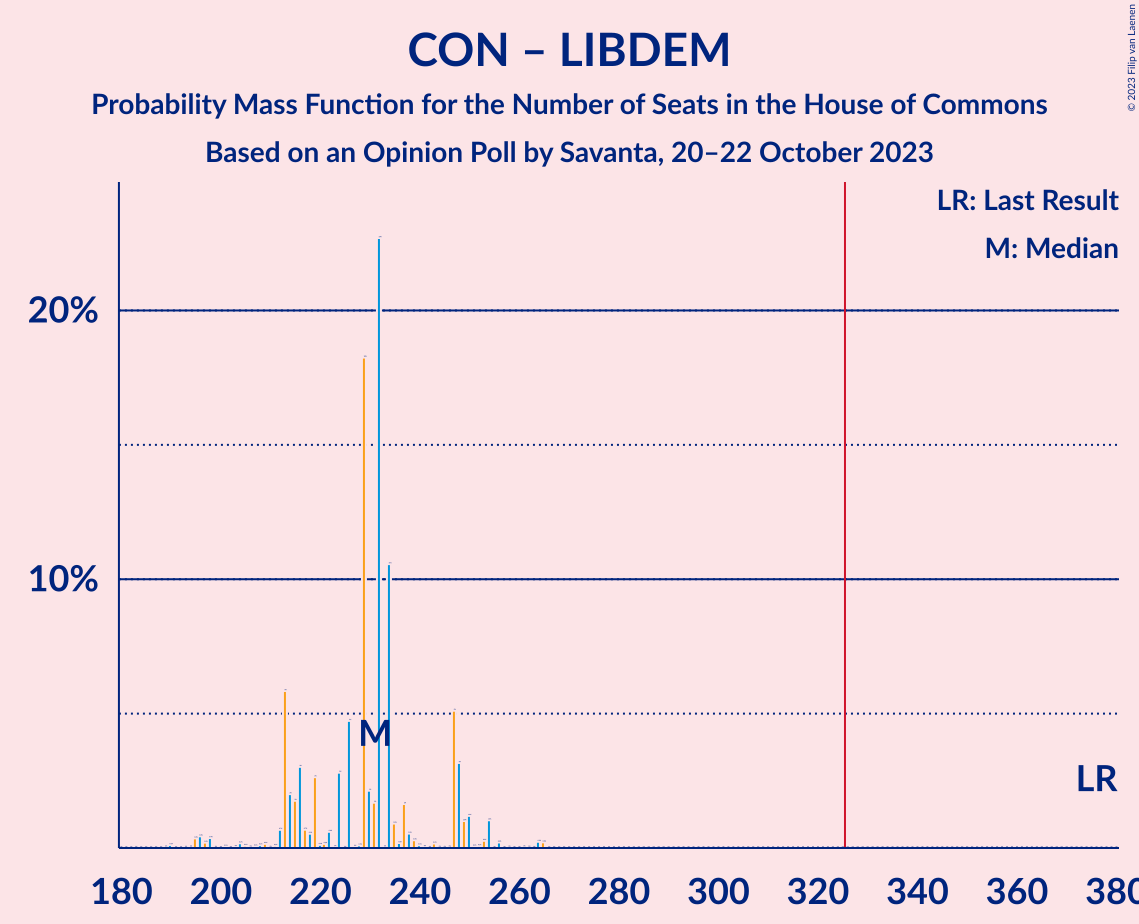 CON – LIBDEM
Probability Mass Function for the Number of Seats in the House of Commons
Based on an Opinion Poll by Savanta, 20–22 October 2023
© 2023 Filip van Laenen
LR: Last Result
M: Median
20%
10%
M
LR
180 200 220 240 260 280 300 320 340 360 380